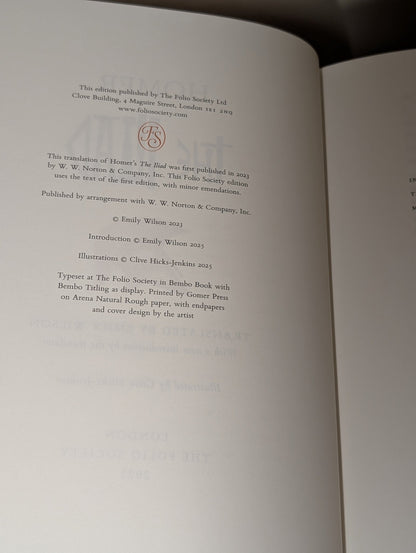 This edition published by The Folio Society Ltd
Clove Building, 4 Maguire Street, London SE1 2NQ
www.foliosociety.com
FS
This translation of Homer's The Iliad was first published in 2023
by W. W. Norton & Company, Inc. This Folio Society edition
uses the text of the first edition, with minor emendations.
Published by arrangement with W. W. Norton & Company, Inc.
© Emily Wilson 2023
Introduction © Emily Wilson 2025
Illustrations © Clive Hicks-Jenkins 2025
Typeset at The Folio Society in Bembo Book with
Bembo Titling as display. Printed by Gomer Press
on Arena Natural Rough paper, with endpapers
and cover design by the artist